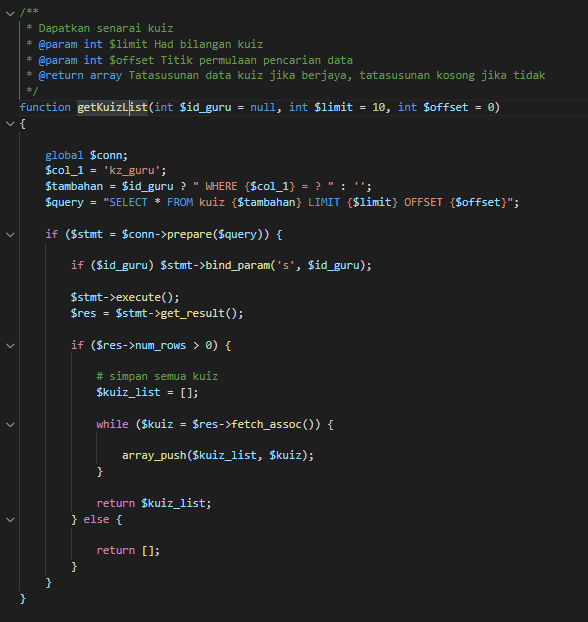 /**
 * Dapatkan senarai kuiz
 * @param int $limit Had bilangan kuiz
 * @param int $offset Titik permulaan pencarian data
 * @return array Tatasusunan data kuiz jika berjaya, tatasusunan kosong jika tidak
 */
function getKuizList(int $id_guru = null, int $limit = 10, int $offset = 0)
{
    global $conn;
    $col_1 = 'kz_guru';
    $tambahan = $id_guru ? " WHERE {$col_1} = ? " : '';
    $query = "SELECT * FROM kuiz {$tambahan} LIMIT {$limit} OFFSET {$offset}";
    if ($stmt = $conn->prepare($query)) {
        if ($id_guru) $stmt->bind_param('s', $id_guru);
        $stmt->execute();
        $res = $stmt->get_result();
        if ($res->num_rows > 0) {
            # simpan semua kuiz
            $kuiz_list = [];
            while ($kuiz = $res->fetch_assoc()) {
                array_push($kuiz_list, $kuiz);
            }
            return $kuiz_list;
        } else {
            return [];
        }
    }
}